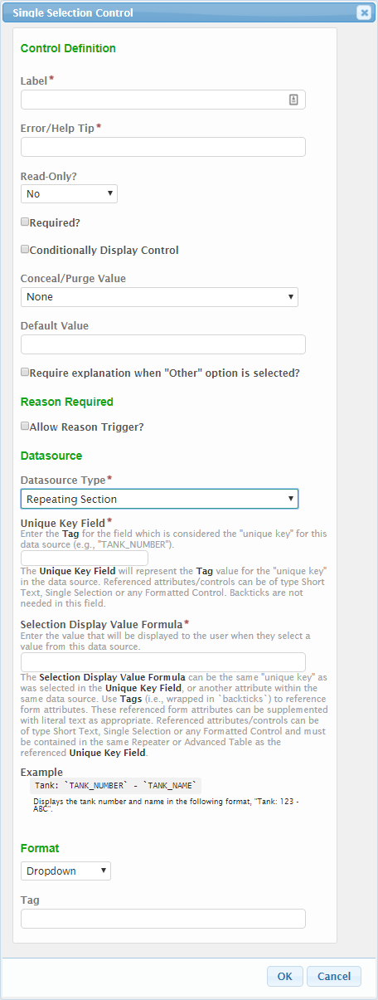 Single Selection Control
Control Definition
Label*
Error/Help Tip*
Read-Only?
No
Required?
Conditionally Display Control
Conceal/Purge Value
None
Default Value
Require explanation when "Other" option is selected?
Reason Required
Allow Reason Trigger?
Datasource
Datasource Type*
Repeating Section
Unique Key Field*
Enter the Tag for the field which is considered the "unique key" for this
data source (e.g., "TANK_NUMBER").
The Unique Key Field will represent the Tag value for the "unique key"
in the data source. Referenced attributes/controls can be of type Short
Text, Single Selection or any Formatted Control. Backticks are not
needed in this field.
Selection Display Value Formula*
Enter the value that will be displayed to the user when they select a
value from this data source.
The Selection Display Value Formula can be the same "unique key" as
was selected in the Unique Key Field, or another attribute within the
same data source. Use Tags (i.e., wrapped in `backticks`) to reference
form attributes. These referenced form attributes can be supplemented
with literal text as appropriate. Referenced attributes/controls can be
of type Short Text, Single Selection or any Formatted Control and must
be contained in the same Repeater or Advanced Table as the
referenced Unique Key Field.
Example
Tank: `TANK_NUMBER` - `TANK_NAME`
Displays the tank number and name in the following format, "Tank: 123 -
ABC".
Format
Dropdown
Tag
OK Cancel